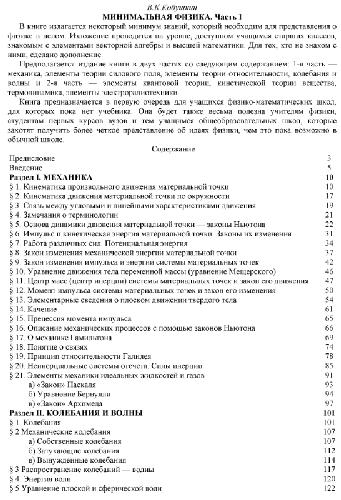 В.К Кобушкин
МИНИМАЛЬНАЯ ФИЗИКА. Часть 1
В книге излагается некоторый минимум знаний, который необходим для представления о
физике в целом. Изложение проводится на уровне, доступном учащимся старших классов,
знакомым с элементами векторной алгебры и высшей математики. Для тех, кто не знаком с
ними, сделано дополнение.
Предполагается издание книги в двух частях со следующим содержанием: 1-я часть —
механика, элементы теории силового поля, элементы теории относительности, колебания и
волны и 2-я часть — элементы квантовой теории, кинетической теории вещества,
термодинамика, элементы электрорадиотехники.
Книга предназначается в первую очередь для учащихся физико-математических школ,
для которых пока нет учебника. Она будет также весьма полезна учителям физики,
студентам первых курсов вузов и тем учащимся общеобразовательных школ, которые
захотят получить более четкое представление об идеях физики, чем это пока возможно в
обычной школе.
Содержание
Предисловие 3
Введение 5
Раздел I. МЕХАНИКА 10
§ 1. Кинематика произвольного движения материальной точки 10
§ 2. Кинематика движения материальной точки по окружности 17
§ 3. Связь между угловыми и линейными характеристиками движения 19
§ 4. Замечания о терминологии 21
§ 5. Основа динамики движения материальной точки — законы Ньютона 22
§ 6. Импульс и кинетическая энергия материальной точки. Законы их изменения 31
§ 7. Работа различных сил. Потенциальная энергия 34
§ 8. Закон изменения механической энергии материальной точки 37
§ 9. Закон изменения импульса и энергии системы материальных точек 42
§ 10. Уравнение движения тела переменной массы (уравнение Мещерского) 46
§ 11. Центр масс (центр инерции) системы материальных точек и закон его движения 47
§ 12. Момент импульса системы материальных точек и закон его изменения 50
§ 13. Элементарные сведения о плоском движении твердого тела 54
§ 14. Качение 61
§ 15. Прецессия момента импульса 65
§ 16. Описание механических процессов с помощью законов Ньютона 66
§ 17. О механике Гамильтона 69
§ 18. Понятие о связях 74
§ 19. Принцип относительности Галилея 78
§ 20. Неинерциальные системы отсчета. Силы инерции 85
§ 21. Элементы механики идеальных жидкостей и газов 91
а) «Закон» Паскаля 93
б) Уравнение Бернулли 94
в) «Закон» Архимеда 97
Раздел II. КОЛЕБАНИЯ И ВОЛНЫ 101
§ 1 Колебания 101
§ 2 Механические колебания 107
а) Собственные колебания 107
б) Затухающие колебания 112
в) Вынужденные колебания 114
§ 3 Распространение колебаний — волны 117
§ 4 Энергия волн 120
§ 5 Уравнение плоской и сферической волн 122